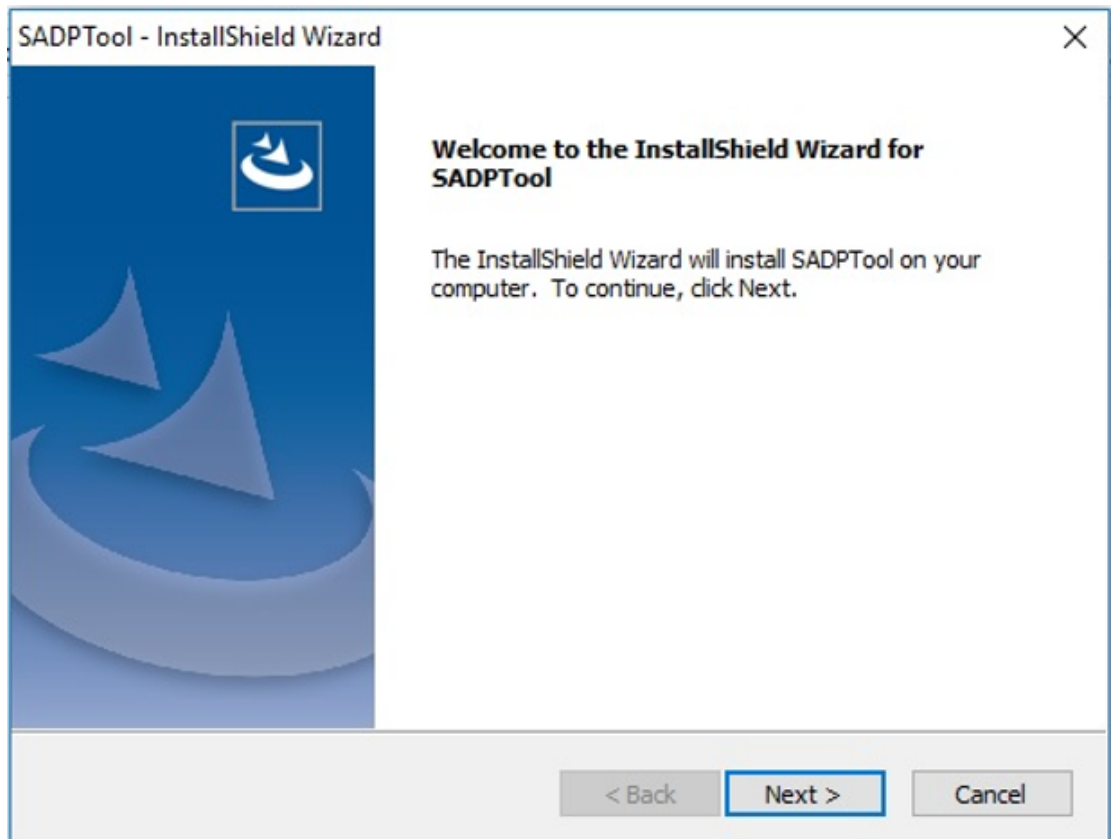 SADPTool - InstallShield Wizard
Welcome to the InstallShield Wizard for
SADPTool
The InstallShield Wizard will install SADPTool on your
computer.  To continue, click Next.
< Back
Next >
Cancel